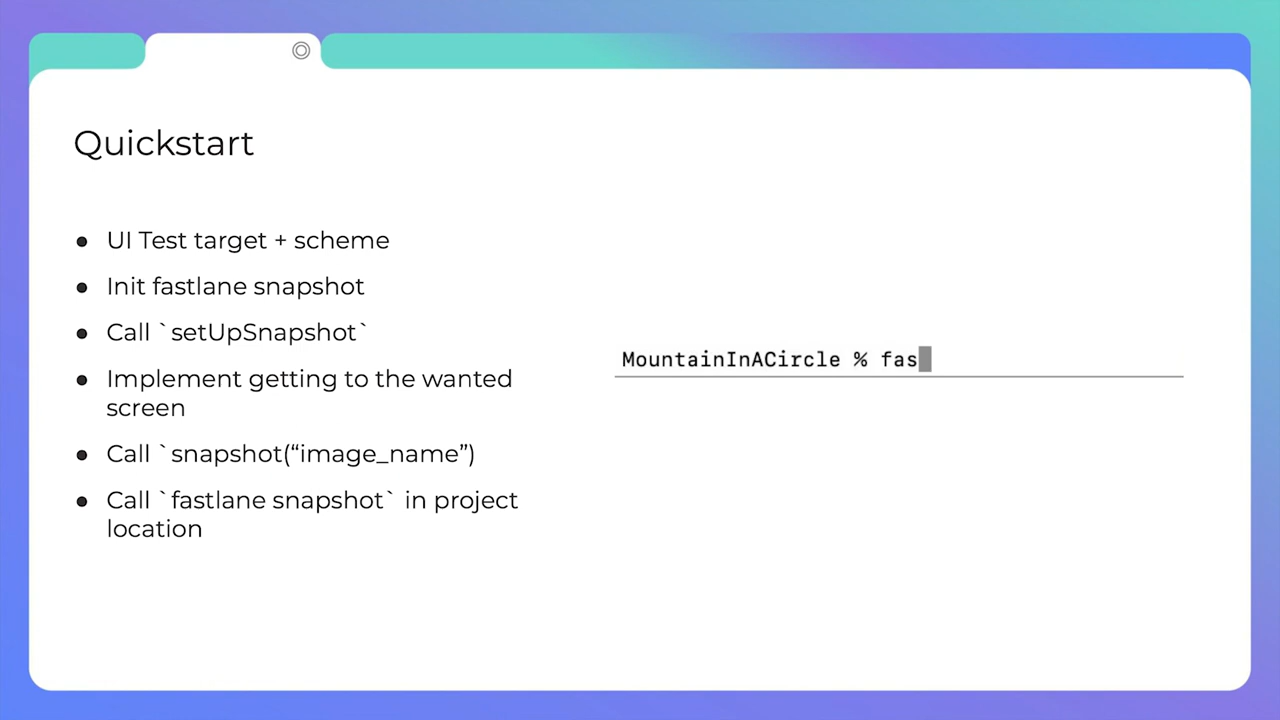 Quickstart
● UI Test target + scheme
● Init fastlane snapshot
● Call `setUpSnapshot`
● Implement getting to the wanted
screen
● Call `snapshot(“image_name”)
● Call `fastlane snapshot` in project
location
MountainInACircle % fas